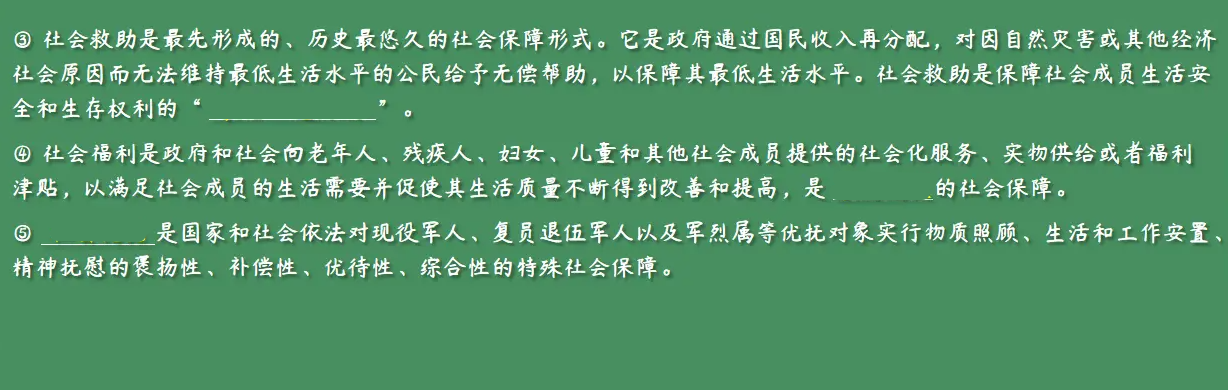 ③ 社会救助是最先形成的、历史最悠久的社会保障形式。它是政府通过国民收入再分配，对因自然灾害或其他经济
社会原因而无法维持最低生活水平的公民给予无偿帮助，以保障其最低生活水平。社会救助是保障社会成员生活安
全和生存权利的“ ______________ ”。
④ 社会福利是政府和社会向老年人、残疾人、妇女、儿童和其他社会成员提供的社会化服务、实物供给或者福利
津贴，以满足社会成员的生活需要并促使其生活质量不断得到改善和提高，是 ________ 的社会保障。
⑤ _________ 是国家和社会依法对现役军人、复员退伍军人以及军烈属等优抚对象实行物质照顾、生活和工作安置、
精神抚慰的褒扬性、补偿性、优待性、综合性的特殊社会保障。